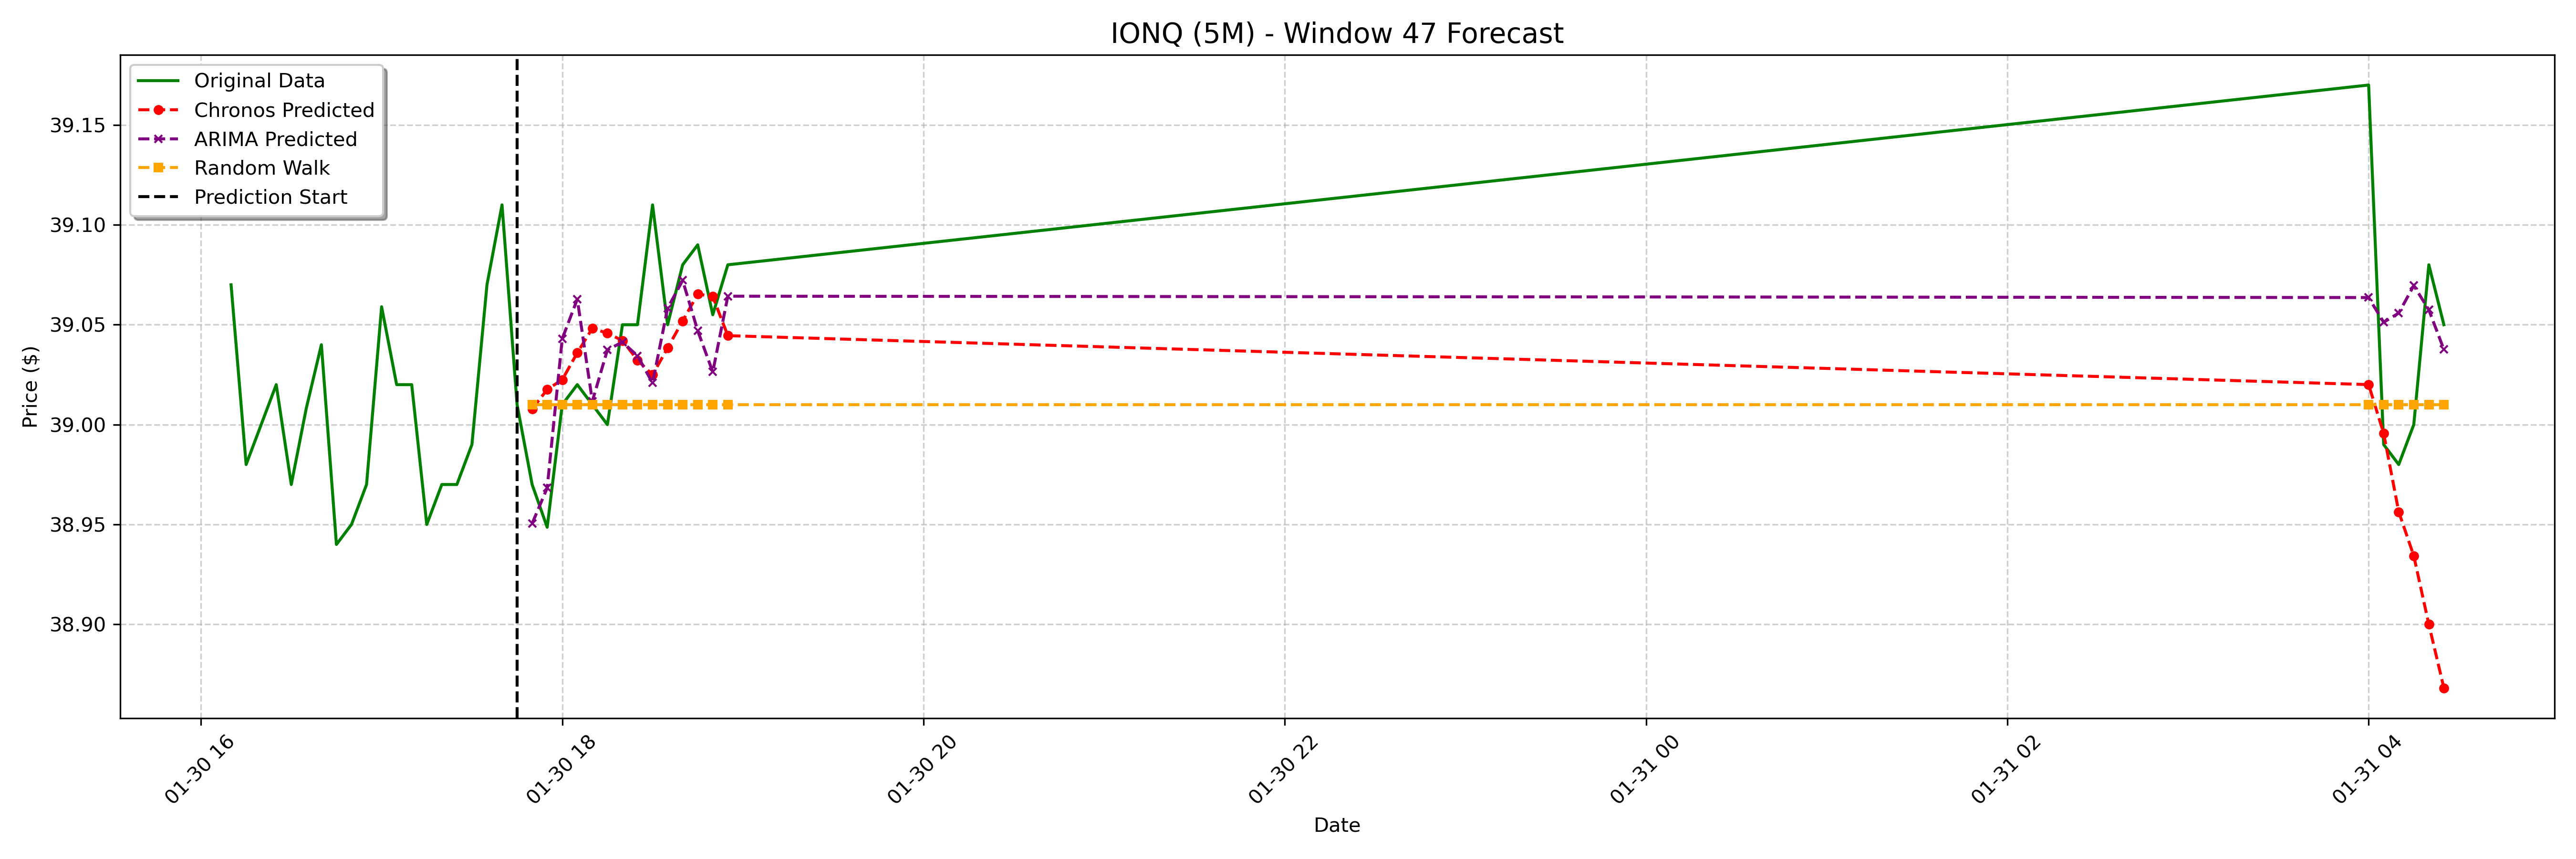 IONQ (5M) - Window 47 Forecast
Original Data
Chronos Predicted
ARIMA Predicted
Random Walk
Prediction Start
Price ($)
39.15
39.10
39.05
39.00
38.95
38.90
01-30 16
01-30 18
01-30 20
01-30 22
01-31 00
01-31 02
01-31 04
Date